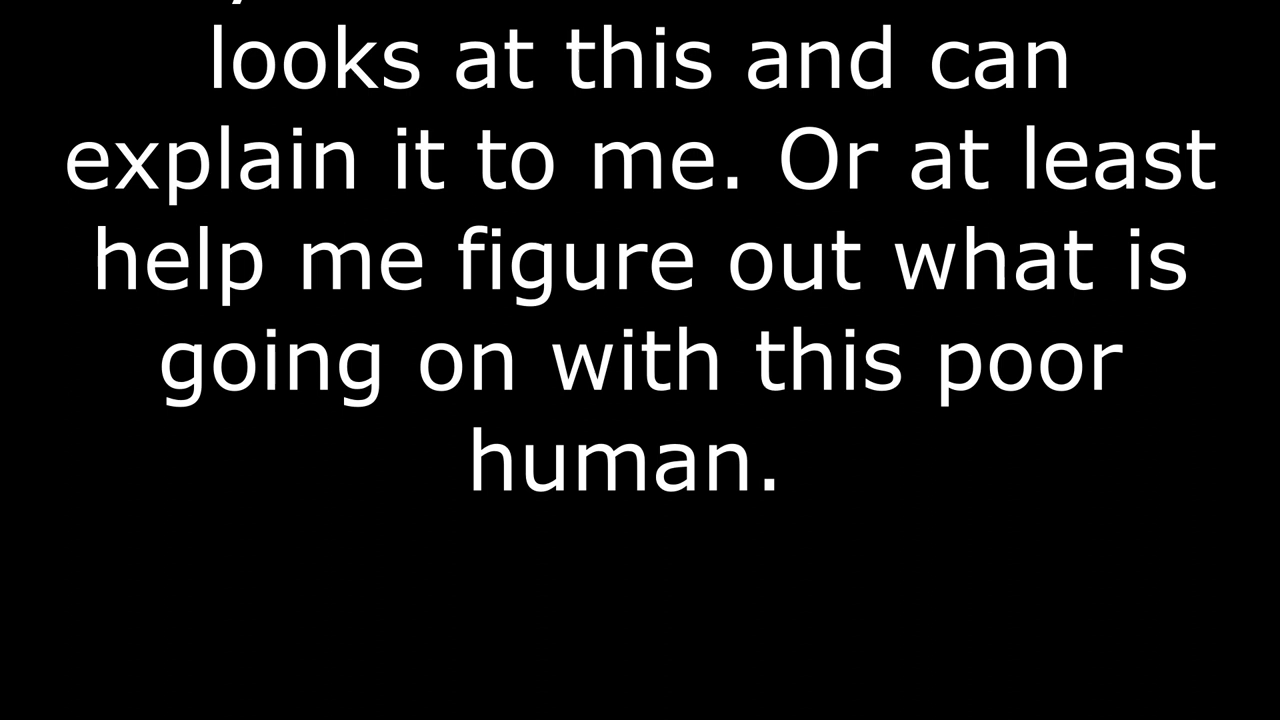 looks at this and can
explain it to me. Or at least
help me figure out what is
going on with this poor
human.